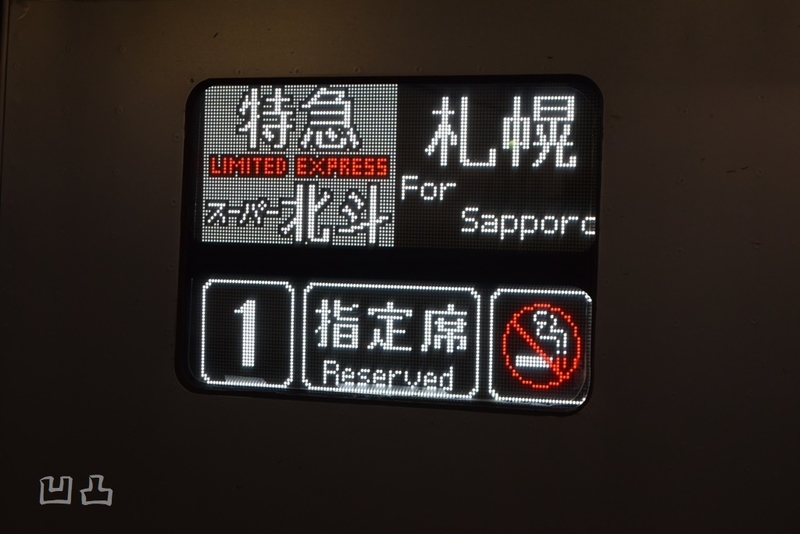 特急
LIMITED EXPRESS
スーパー北斗
札幌
For
Sapporo
1
指定席
Reserved
凹凸